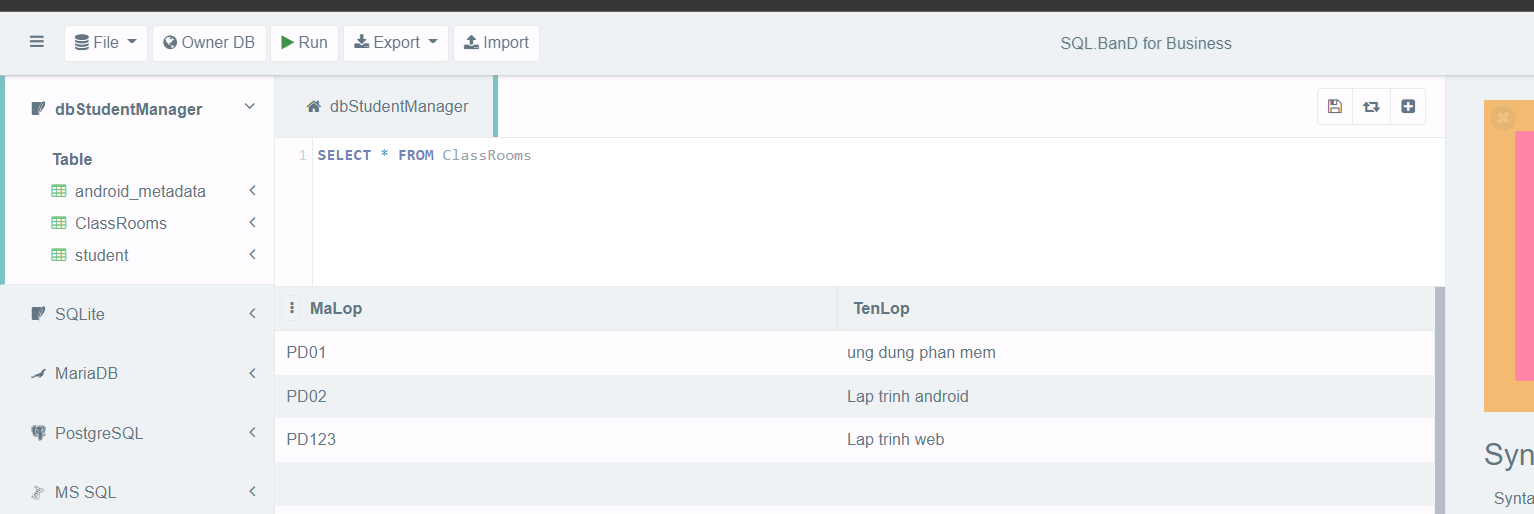 File Owner DB Run Export Import SQL.BanD for Business
dbStudentManager
Table
android_metadata
ClassRooms
student
SQLite
MariaDB
PostgreSQL
MS SQL
dbStudentManager
1 SELECT * FROM ClassRooms
MaLop TenLop
PD01 ung dung phan mem
PD02 Lap trinh android
PD123 Lap trinh web